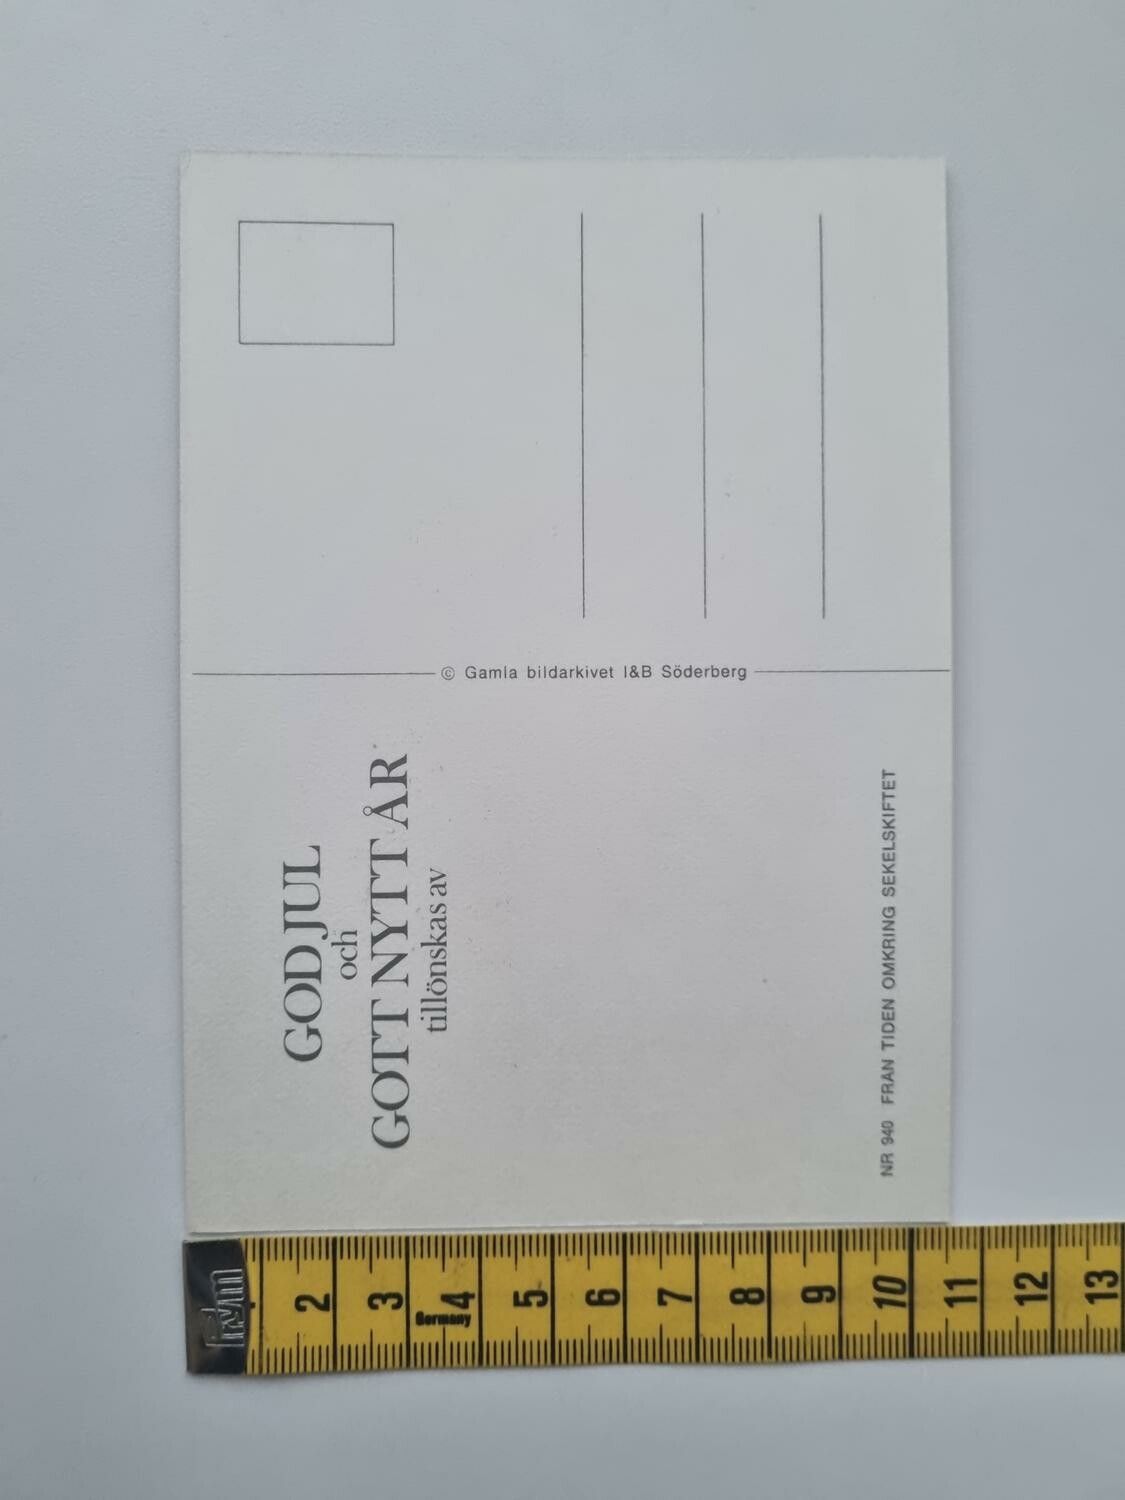 GOD JUL
och
GOTT NYTT ÅR
tillönskas av
NR 940 FRÅN TIDEN OMKRING SEKELSKIFTET
© Gamla bildarkivet I&B Söderberg
2 3 4 5 6 7 8 9 10 11 12 13
Germany